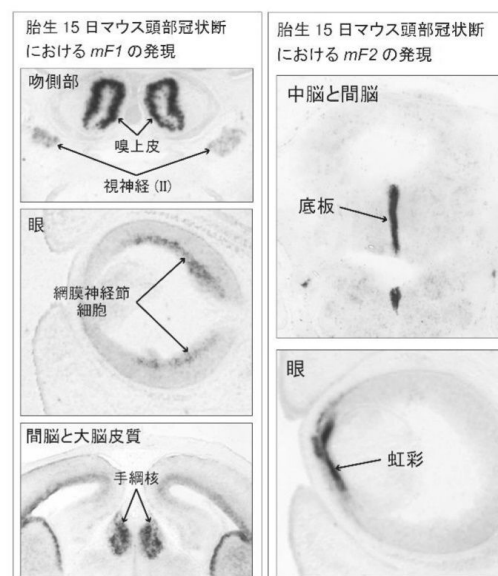 胎生 15 日マウス頭部冠状断
における mF1 の発現
吻側部
嗅上皮
視神経 (II)
眼
網膜神経節
細胞
間脳と大脳皮質
手綱核
胎生 15 日マウス頭部冠状断
における mF2 の発現
中脳と間脳
底板
眼
虹彩